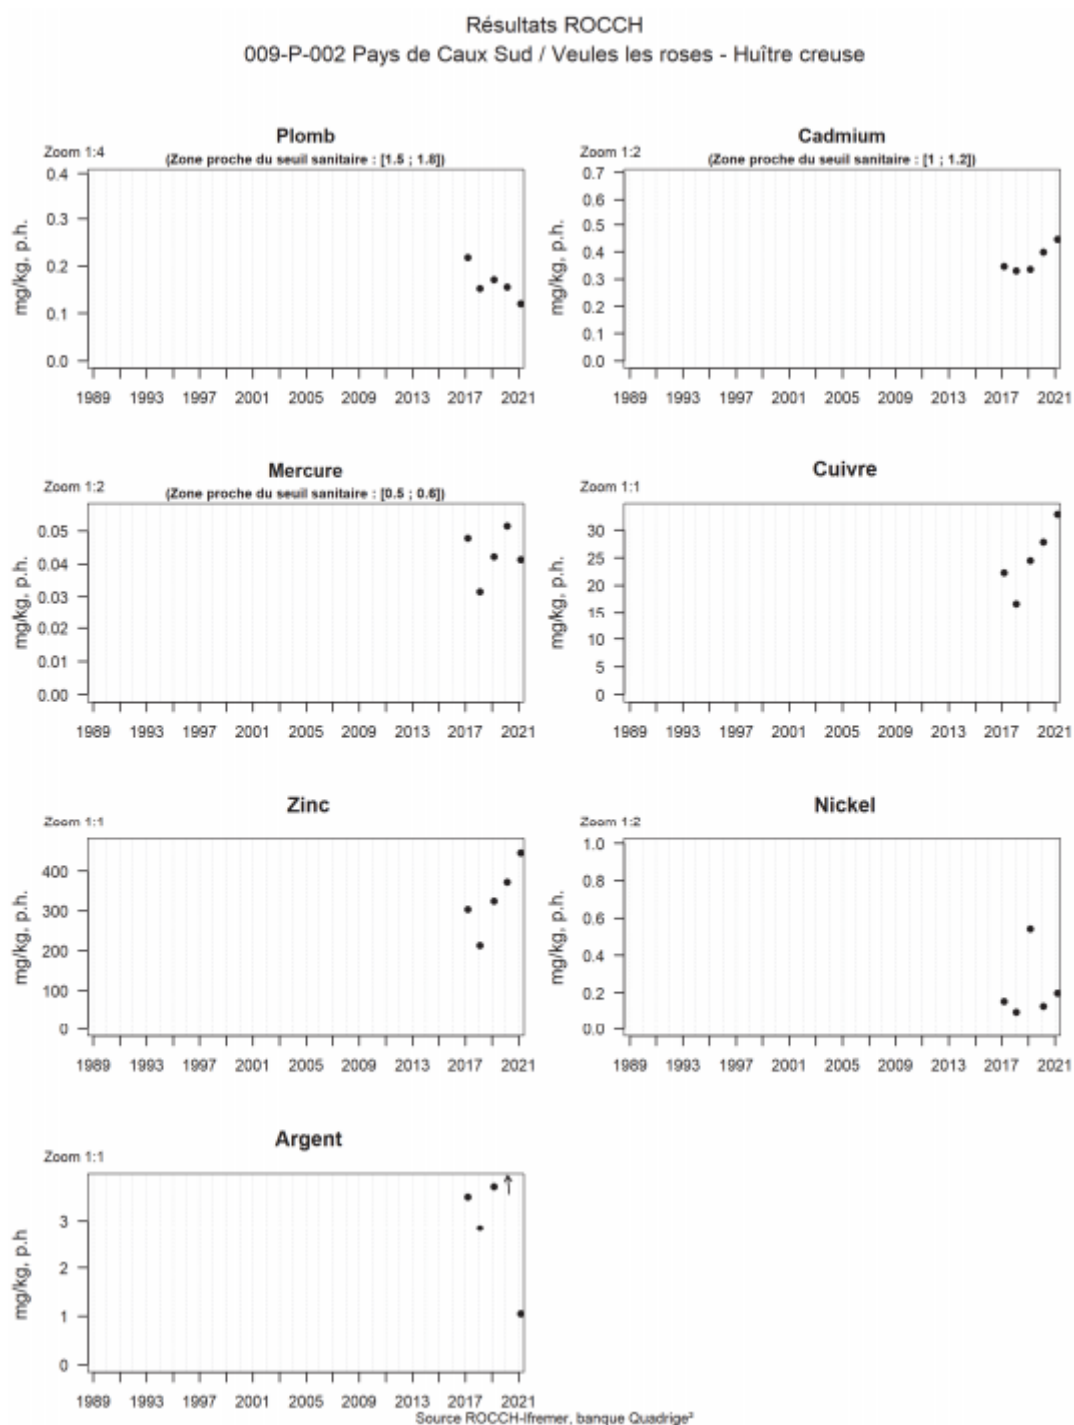 Résultats ROCCH
009-P-002 Pays de Caux Sud / Veules les roses - Huître creuse
Plomb
Zoom 1:4
(Zone proche du seuil sanitaire : [1.5 ; 1.8])
mg/kg, p.h.
0.4
0.3
0.2
0.1
0.0
1989 1993 1997 2001 2005 2009 2013 2017 2021
Cadmium
Zoom 1:2
(Zone proche du seuil sanitaire : [1 ; 1.2])
mg/kg, p.h.
0.7
0.6
0.5
0.4
0.3
0.2
0.1
0.0
1989 1993 1997 2001 2005 2009 2013 2017 2021
Mercure
Zoom 1:2
(Zone proche du seuil sanitaire : [0.5 ; 0.6])
mg/kg, p.h.
0.05
0.04
0.03
0.02
0.01
0.00
1989 1993 1997 2001 2005 2009 2013 2017 2021
Cuivre
Zoom 1:1
mg/kg, p.h.
30
25
20
15
10
5
0
1989 1993 1997 2001 2005 2009 2013 2017 2021
Zinc
Zoom 1:1
mg/kg, p.h.
400
300
200
100
0
1989 1993 1997 2001 2005 2009 2013 2017 2021
Nickel
Zoom 1:2
mg/kg, p.h.
1.0
0.8
0.6
0.4
0.2
0.0
1989 1993 1997 2001 2005 2009 2013 2017 2021
Argent
Zoom 1:1
mg/kg, p.h
3
2
1
0
1989 1993 1997 2001 2005 2009 2013 2017 2021
Source ROCCH-Ifremer, banque Quadrige²